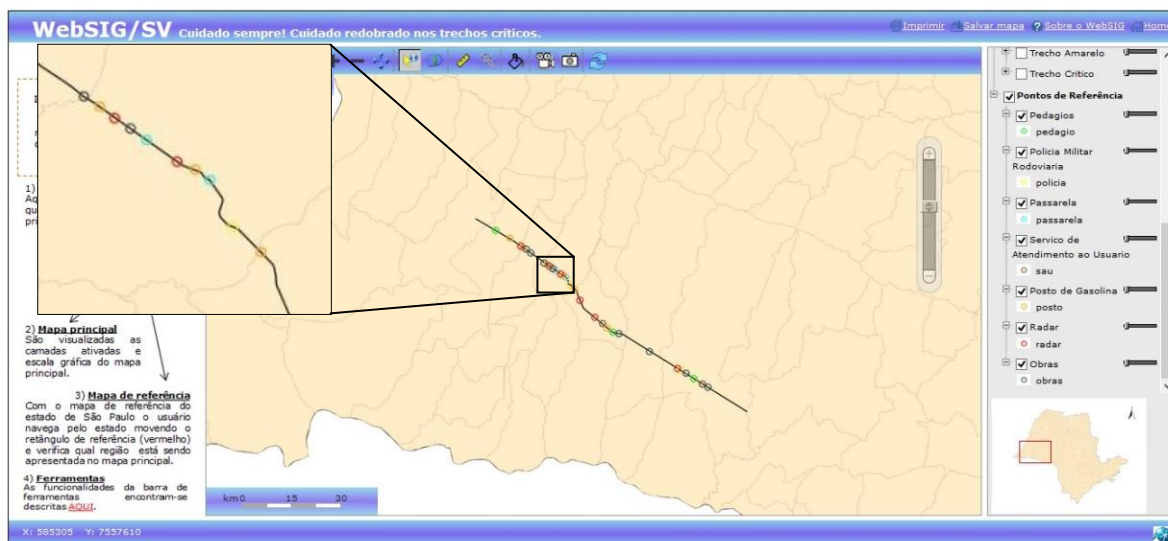 WebSIG/SV Cuidado sempre! Cuidado redobrado nos trechos críticos.
Imprimir Salvar mapa Sobre o WebSIG Home
1)
2) Mapa principal
São visualizadas as
camadas ativadas e
escala gráfica do mapa
principal.
3) Mapa de referência
Com o mapa de referência do
estado de São Paulo o usuário
navega pelo estado movendo o
retângulo de referência (vermelho)
e verifica qual região está sendo
apresentada no mapa principal.
4) Ferramentas
As funcionalidades da barra de
ferramentas encontram-se
descritas AQUI.
km0 15 30
Trecho Amarelo
Trecho Critico
Pontos de Referência
Pedagios
pedagio
Policia Militar
Rodoviaria
policia
Passarela
passarela
Servico de
Atendimento ao Usuario
sau
Posto de Gasolina
posto
Radar
radar
Obras
obras
X: 585305 Y: 7557610